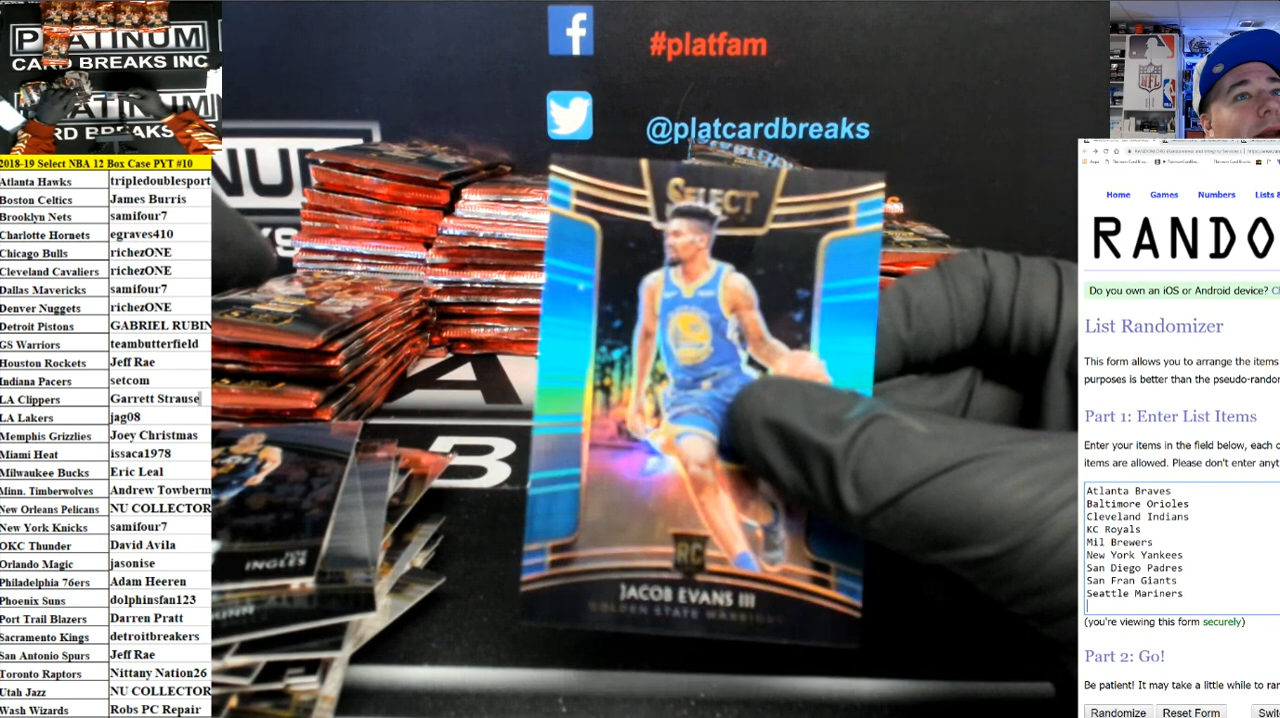 PLATINUM
CARD BREAKS INC
#platfam
@platcardbreaks
2018-19 Select NBA 12 Box Case PYT #10
Atlanta Hawks tripledoublesport
Boston Celtics James Burris
Brooklyn Nets samifour7
Charlotte Hornets egraves410
Chicago Bulls richezONE
Cleveland Cavaliers richezONE
Dallas Mavericks samifour7
Denver Nuggets richezONE
Detroit Pistons GABRIEL RUBIN
GS Warriors teambutterfield
Houston Rockets Jeff Rae
Indiana Pacers setcom
LA Clippers Garrett Strause
LA Lakers jag08
Memphis Grizzlies Joey Christmas
Miami Heat issaca1978
Milwaukee Bucks Eric Leal
Minn. Timberwolves Andrew Towberm
New Orleans Pelicans NU COLLECTOR
New York Knicks samifour7
OKC Thunder David Avila
Orlando Magic jasonise
Philadelphia 76ers Adam Heeren
Phoenix Suns dolphinsfan123
Port Trail Blazers Darren Pratt
Sacramento Kings detroitbreakers
San Antonio Spurs Jeff Rae
Toronto Raptors Nittany Nation26
Utah Jazz NU COLLECTOR
Wash Wizards Robs PC Repair
SELECT
RC
JACOB EVANS III
GOLDEN STATE WARRIORS
INGLES
NFL
Home Games Numbers Lists &
RANDO
Do you own an iOS or Android device?
List Randomizer
This form allows you to arrange the items
purposes is better than the pseudo-rando
Part 1: Enter List Items
Enter your items in the field below, each
items are allowed. Please don't enter anyt
Atlanta Braves
Baltimore Orioles
Cleveland Indians
KC Royals
Mil Brewers
New York Yankees
San Diego Padres
San Fran Giants
Seattle Mariners
(you're viewing this form securely)
Part 2: Go!
Be patient! It may take a little while to ran
Randomize Reset Form Swit